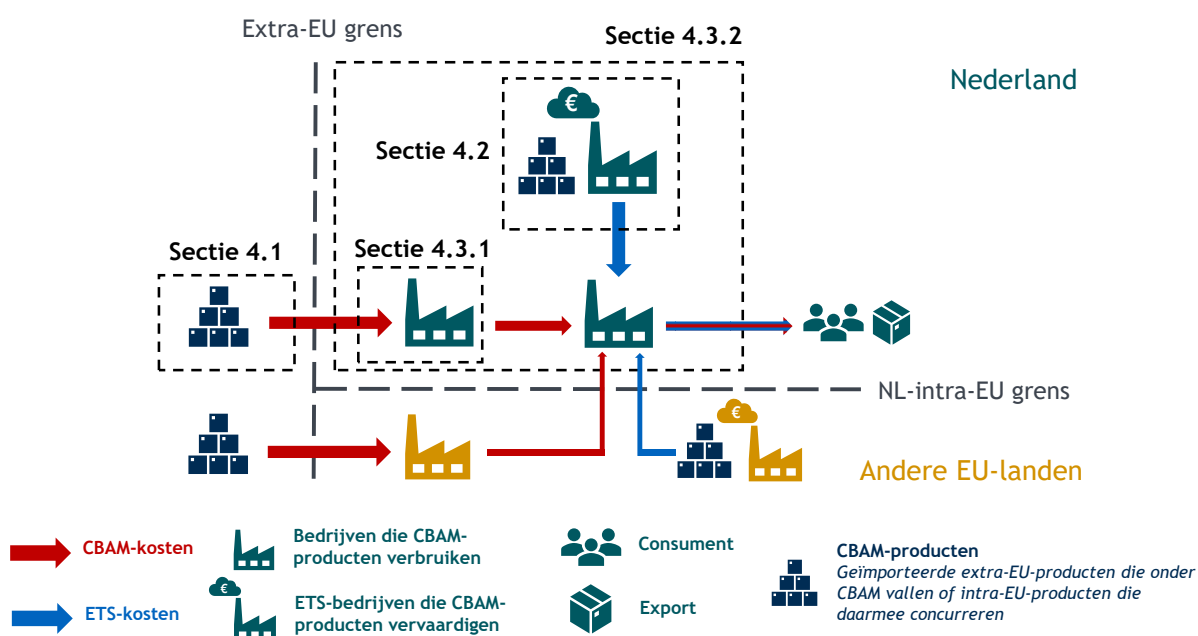 Extra-EU grens
Sectie 4.3.2
Nederland
€
Sectie 4.2
Sectie 4.1
Sectie 4.3.1
NL-intra-EU grens
€
Andere EU-landen
CBAM-kosten
Bedrijven die CBAM-
producten verbruiken
Consument
CBAM-producten
Geïmporteerde extra-EU-producten die onder
CBAM vallen of intra-EU-producten die
daarmee concurreren
ETS-kosten
€
ETS-bedrijven die CBAM-
producten vervaardigen
Export